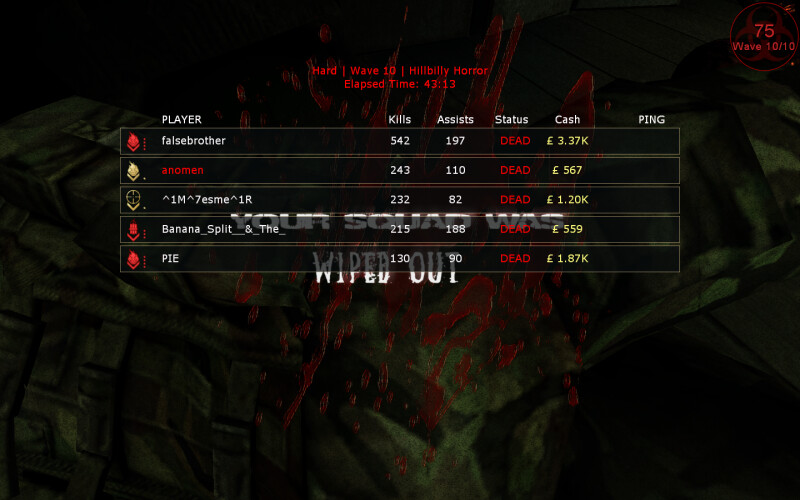 75
Wave 10/10
Hard | Wave 10 | Hillbilly Horror
Elapsed Time: 43:13
PLAYER Kills Assists Status Cash PING
falsebrother 542 197 DEAD £ 3.37K
anomen 243 110 DEAD £ 567
^1M^7esme^1R 232 82 DEAD £ 1.20K
YOUR SQUAD WAS
Banana_Split_&_The_ 215 188 DEAD £ 559
PIE 130 90 DEAD £ 1.87K
WIPED OUT